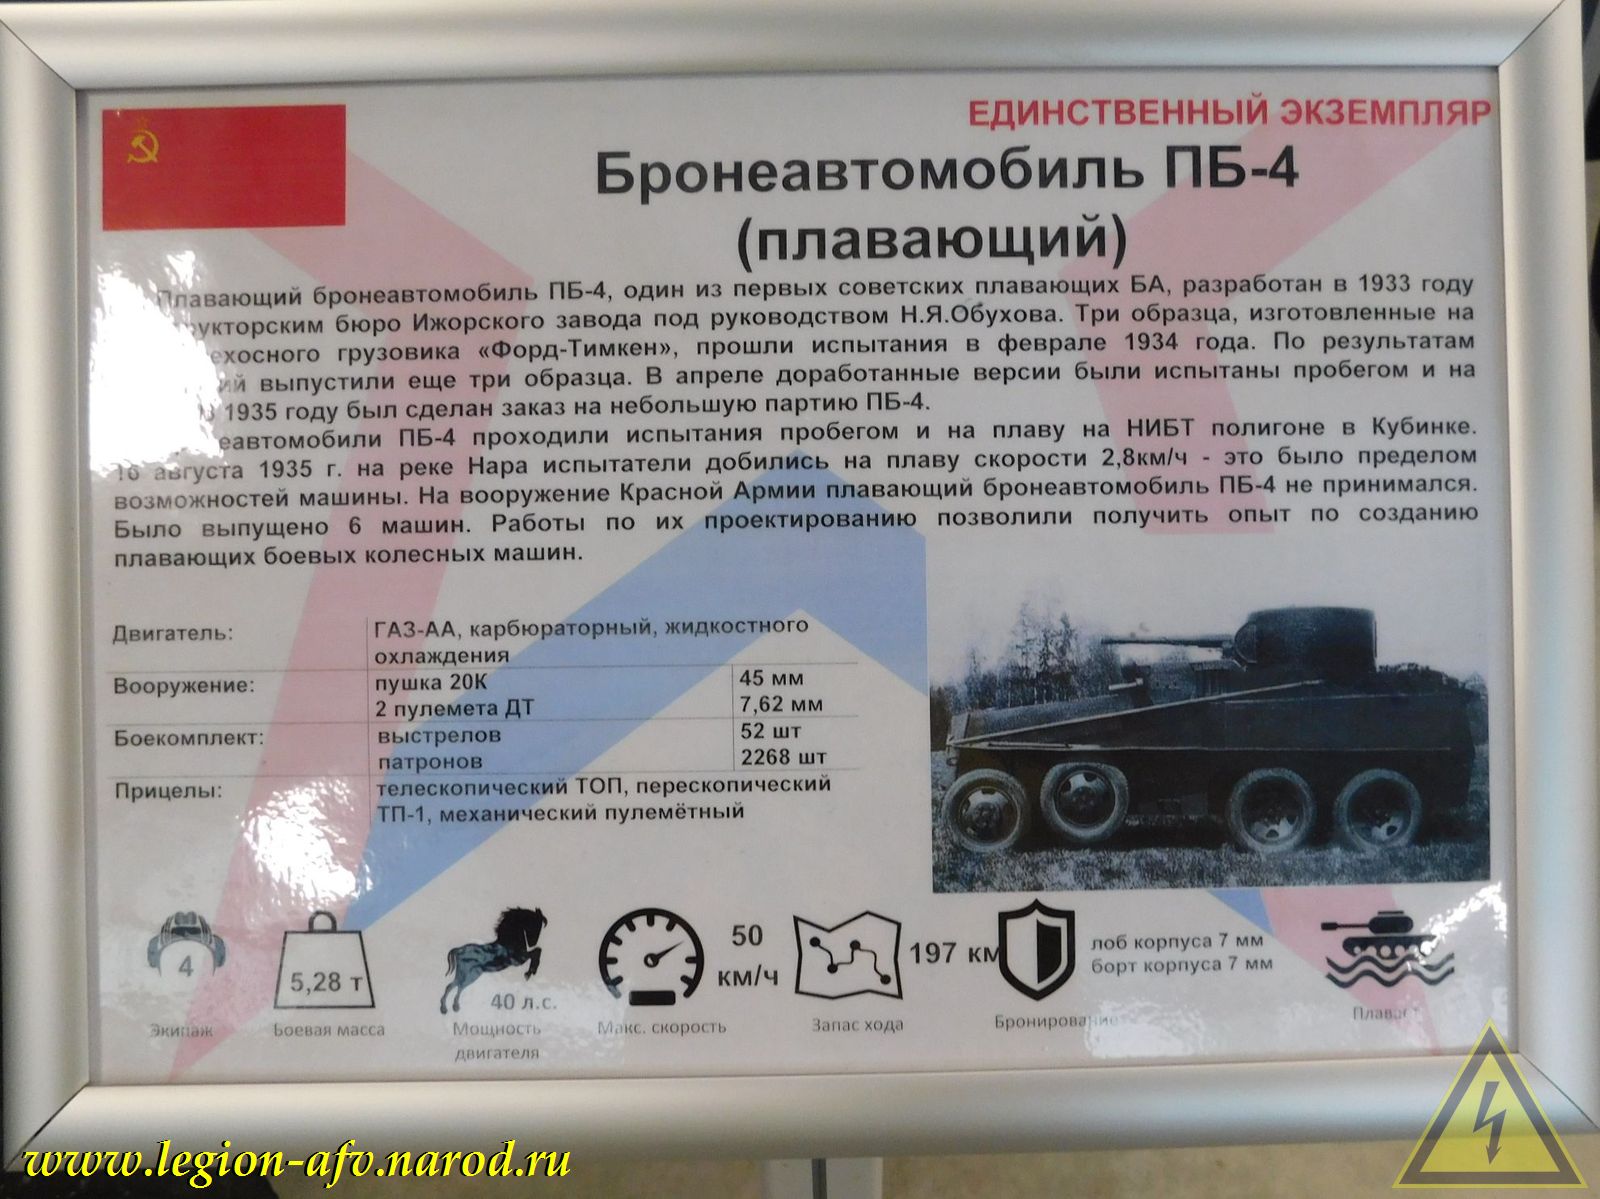 ЕДИНСТВЕННЫЙ ЭКЗЕМПЛЯР
Бронеавтомобиль ПБ-4
(плавающий)
Плавающий бронеавтомобиль ПБ-4, один из первых советских плавающих БА, разработан в 1933 году
бюро Ижорского завода под руководством Н.Я.Обухова. Три образца, изготовленные на
грузовика «Форд-Тимкен», прошли испытания в феврале 1934 года. По результатам
выпустили еще три образца. В апреле доработанные версии были испытаны пробегом и на
1935 году был сделан заказ на небольшую партию ПБ-4.
ПБ-4 проходили испытания пробегом и на плаву на НИБТ полигоне в Кубинке.
16 августа 1935 г. на реке Нара испытатели добились на плаву скорости 2,8км/ч - это было пределом
возможностей машины. На вооружение Красной Армии плавающий бронеавтомобиль ПБ-4 не принимался.
Было выпущено 6 машин. Работы по их проектированию позволили получить опыт по созданию
плавающих боевых колесных машин.
Двигатель: ГАЗ-АА, карбюраторный, жидкостного
охлаждения
Вооружение: пушка 20К 45 мм
2 пулемета ДТ 7,62 мм
Боекомплект: выстрелов 52 шт
патронов 2268 шт
Прицелы: телескопический ТОП, перескопический
ТП-1, механический пулемётный
4
Экипаж
5,28 т
Боевая масса
40 л.с.
Мощность
двигателя
50
км/ч
Макс. скорость
197 км
Запас хода
лоб корпуса 7 мм
борт корпуса 7 мм
Бронирование
Плавает
www.legion-afv.narod.ru